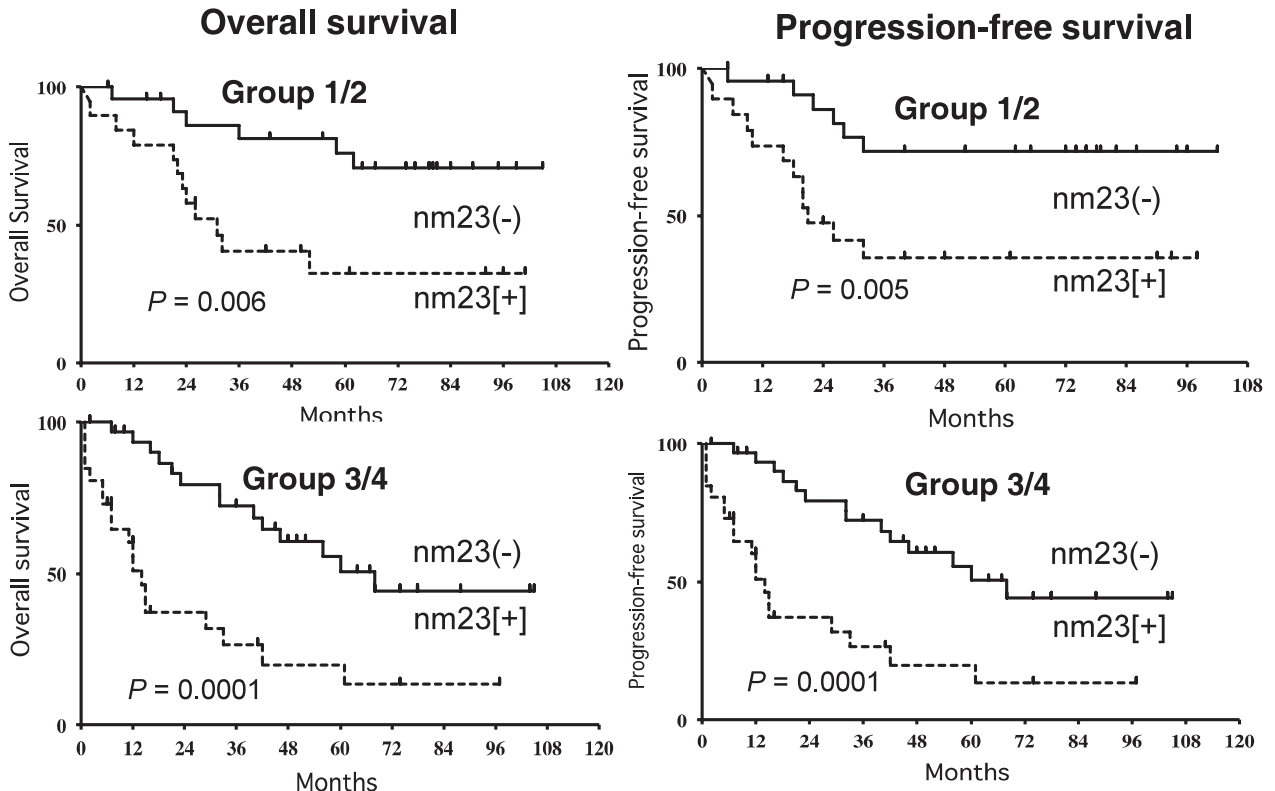 Overall survival
Progression-free survival
Overall Survival
100
50
0
Group 1/2
nm23(-)
nm23[+]
P = 0.006
0 12 24 36 48 60 72 84 96 108 120
Months
Progression-free survival
100
50
0
Group 1/2
nm23(-)
nm23[+]
P = 0.005
0 12 24 36 48 60 72 84 96 108
Months
Overall survival
100
50
0
Group 3/4
nm23(-)
nm23[+]
P = 0.0001
0 12 24 36 48 60 72 84 96 108 120
Months
Progression-free survival
100
50
0
Group 3/4
nm23(-)
nm23[+]
P = 0.0001
0 12 24 36 48 60 72 84 96 108 120
Months